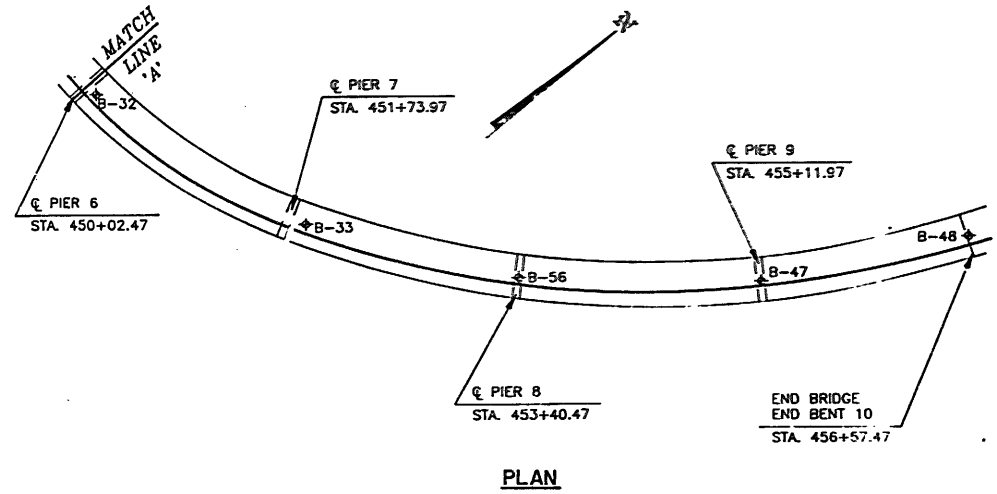 MATCH
LINE
'A'
B-32
℄ PIER 7
STA. 451+73.97
N
℄ PIER 9
STA. 455+11.97
℄ PIER 6
STA. 450+02.47
B-33
B-48
B-56
B-47
℄ PIER 8
STA. 453+40.47
END BRIDGE
END BENT 10
STA. 456+57.47
PLAN